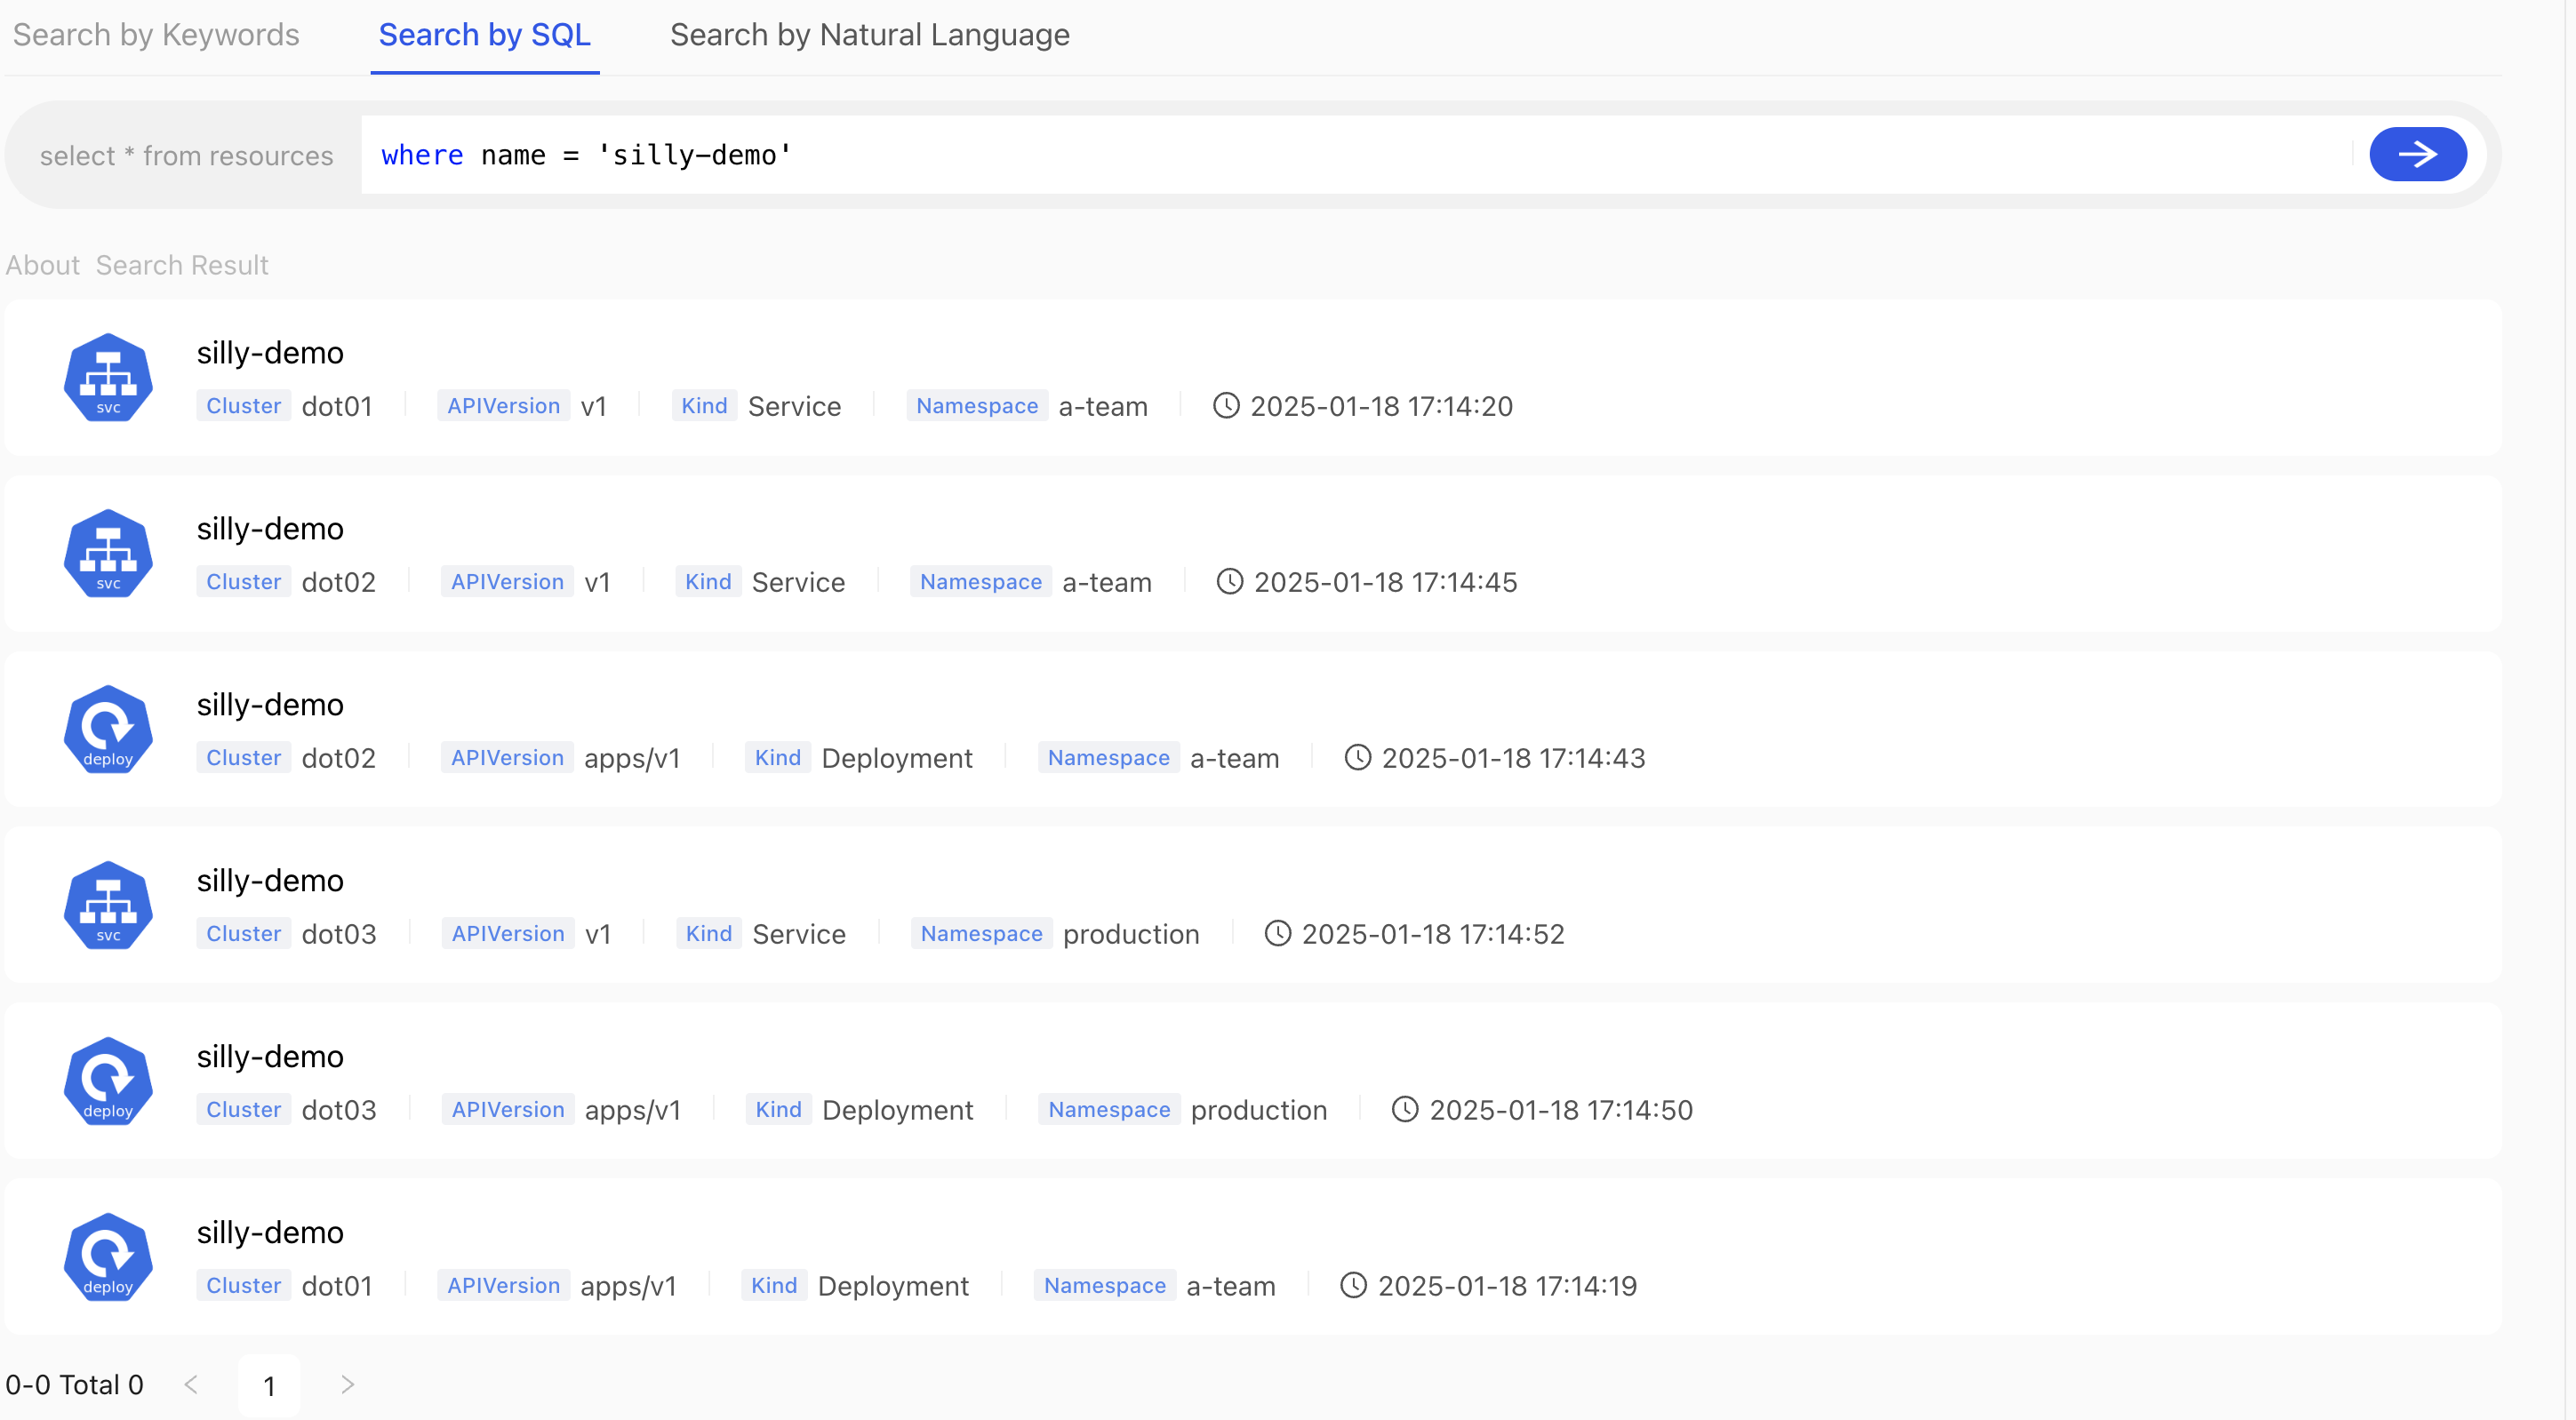 Search by Keywords Search by SQL Search by Natural Language
select * from resources where name = 'silly-demo'
About Search Result
silly-demo
svc Cluster dot01 APIVersion v1 Kind Service Namespace a-team 2025-01-18 17:14:20
silly-demo
svc Cluster dot02 APIVersion v1 Kind Service Namespace a-team 2025-01-18 17:14:45
silly-demo
deploy Cluster dot02 APIVersion apps/v1 Kind Deployment Namespace a-team 2025-01-18 17:14:43
silly-demo
svc Cluster dot03 APIVersion v1 Kind Service Namespace production 2025-01-18 17:14:52
silly-demo
deploy Cluster dot03 APIVersion apps/v1 Kind Deployment Namespace production 2025-01-18 17:14:50
silly-demo
deploy Cluster dot01 APIVersion apps/v1 Kind Deployment Namespace a-team 2025-01-18 17:14:19
0-0 Total 0 < 1 >